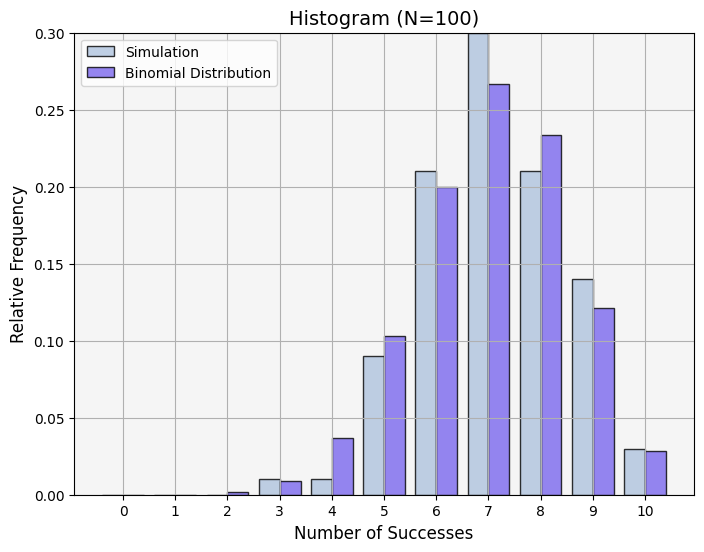 Histogram (N=100)
Simulation
Binomial Distribution
Relative Frequency
0.30
0.25
0.20
0.15
0.10
0.05
0.00
0 1 2 3 4 5 6 7 8 9 10
Number of Successes